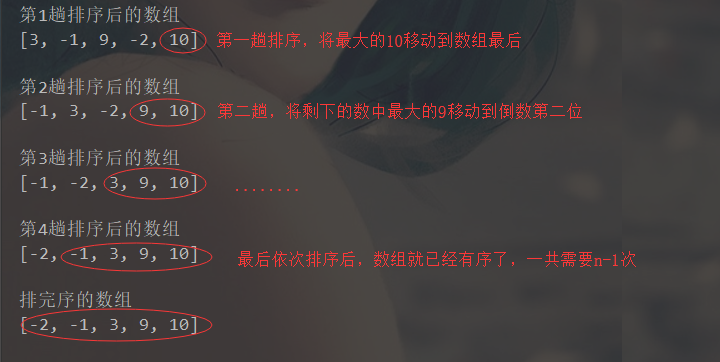 第1趟排序后的数组
[3, -1, 9, -2, 10] 第一趟排序，将最大的10移动到数组最后
第2趟排序后的数组
[-1, 3, -2, 9, 10] 第二趟，将剩下的数中最大的9移动到倒数第二位
第3趟排序后的数组
[-1, -2, 3, 9, 10] ........
第4趟排序后的数组
[-2, -1, 3, 9, 10] 最后依次排序后，数组就已经有序了，一共需要n-1次
排完序的数组
[-2, -1, 3, 9, 10]